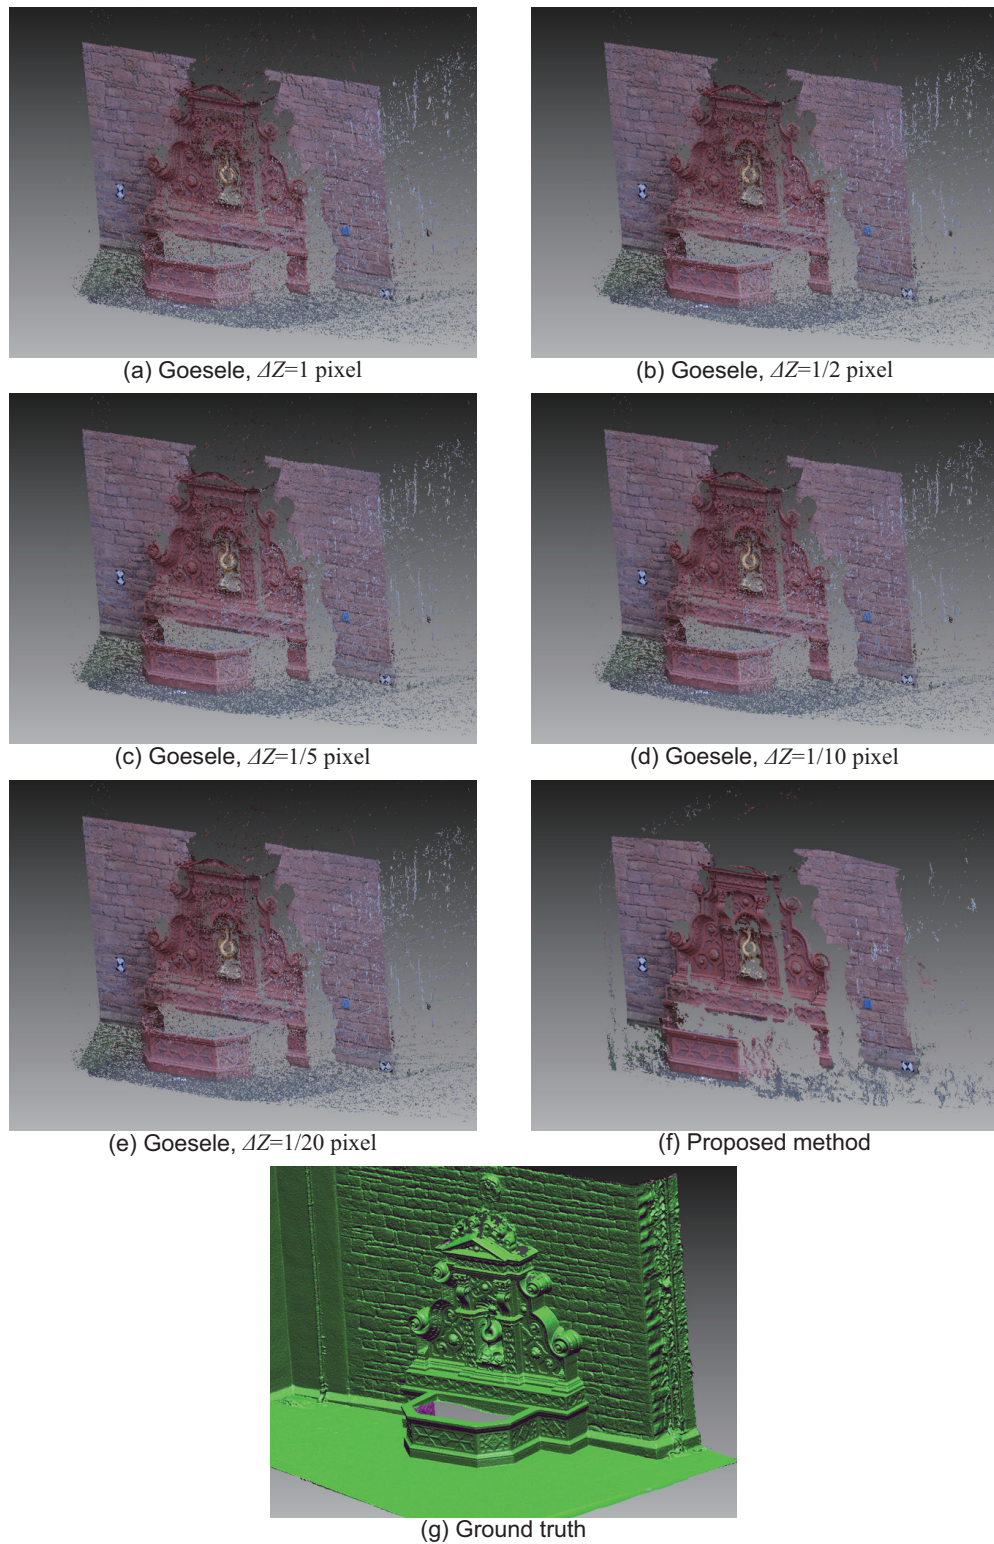 (a) Goesele, ΔZ=1 pixel
(b) Goesele, ΔZ=1/2 pixel
(c) Goesele, ΔZ=1/5 pixel
(d) Goesele, ΔZ=1/10 pixel
(e) Goesele, ΔZ=1/20 pixel
(f) Proposed method
(g) Ground truth